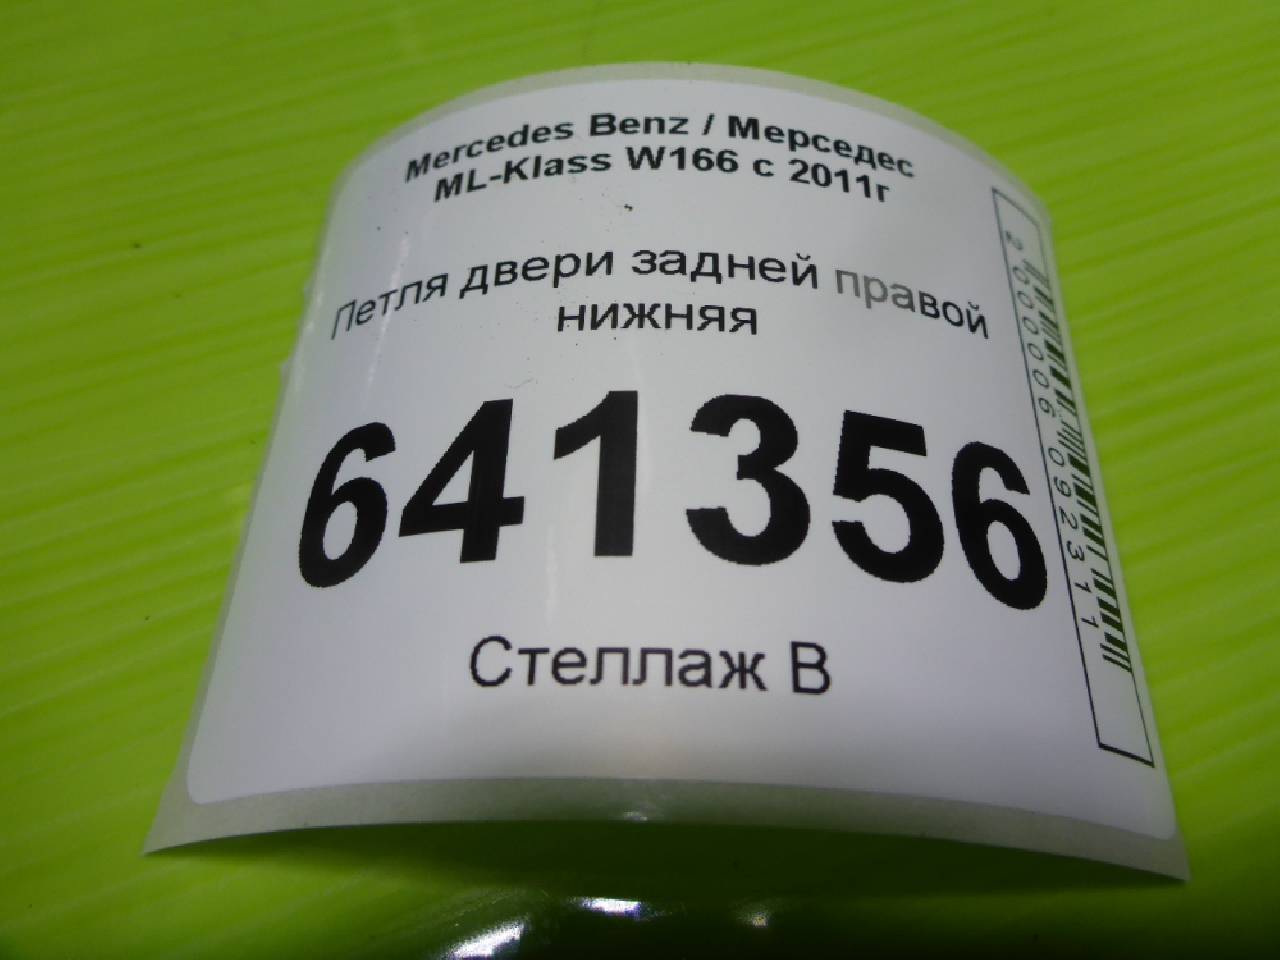 Mercedes Benz / Мерседес
ML-Klass W166 с 2011г
Петля двери задней правой
нижняя
641356
Стеллаж В
2000006092311